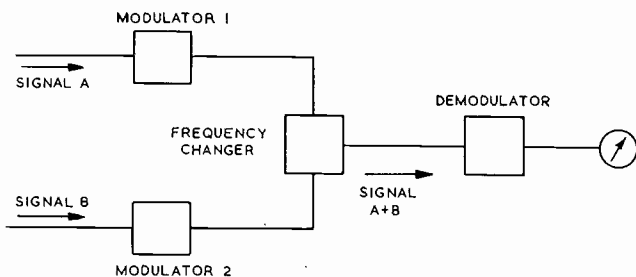 MODULATOR 1
SIGNAL A
DEMODULATOR
FREQUENCY
CHANGER
SIGNAL
A+B
SIGNAL B
MODULATOR 2